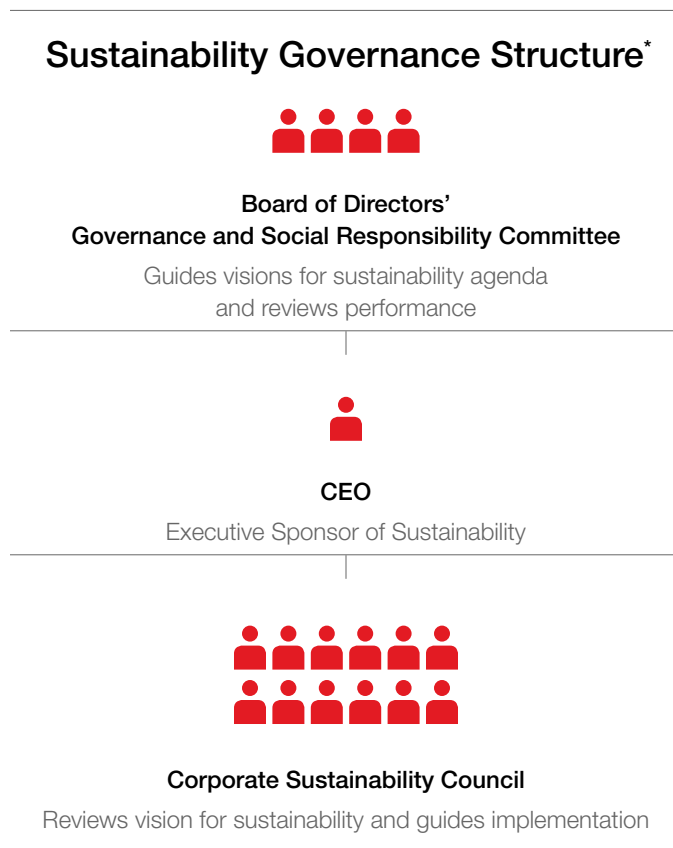 Sustainability Governance Structure*
Board of Directors’
Governance and Social Responsibility Committee
Guides visions for sustainability agenda
and reviews performance
CEO
Executive Sponsor of Sustainability
Corporate Sustainability Council
Reviews vision for sustainability and guides implementation